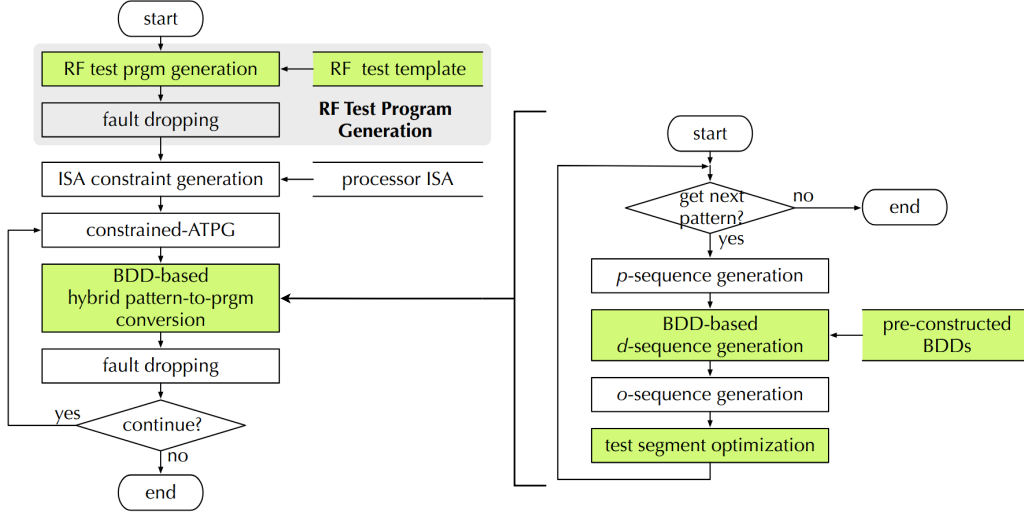 start
RF test prgm generation
RF test template
fault dropping
RF Test Program
Generation
ISA constraint generation
processor ISA
constrained-ATPG
BDD-based
hybrid pattern-to-prgm
conversion
fault dropping
yes
continue?
no
end
start
get next
pattern?
no
end
yes
p-sequence generation
BDD-based
d-sequence generation
pre-constructed
BDDs
o-sequence generation
test segment optimization